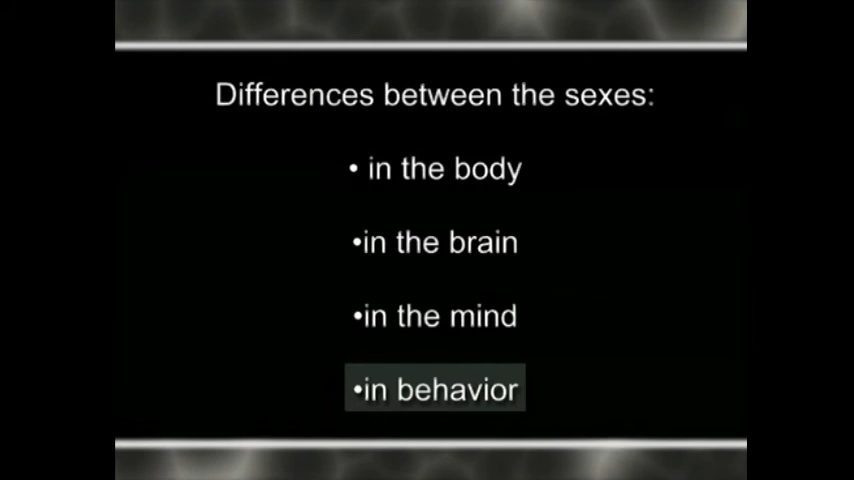 Differences between the sexes:
• in the body
•in the brain
•in the mind
•in behavior